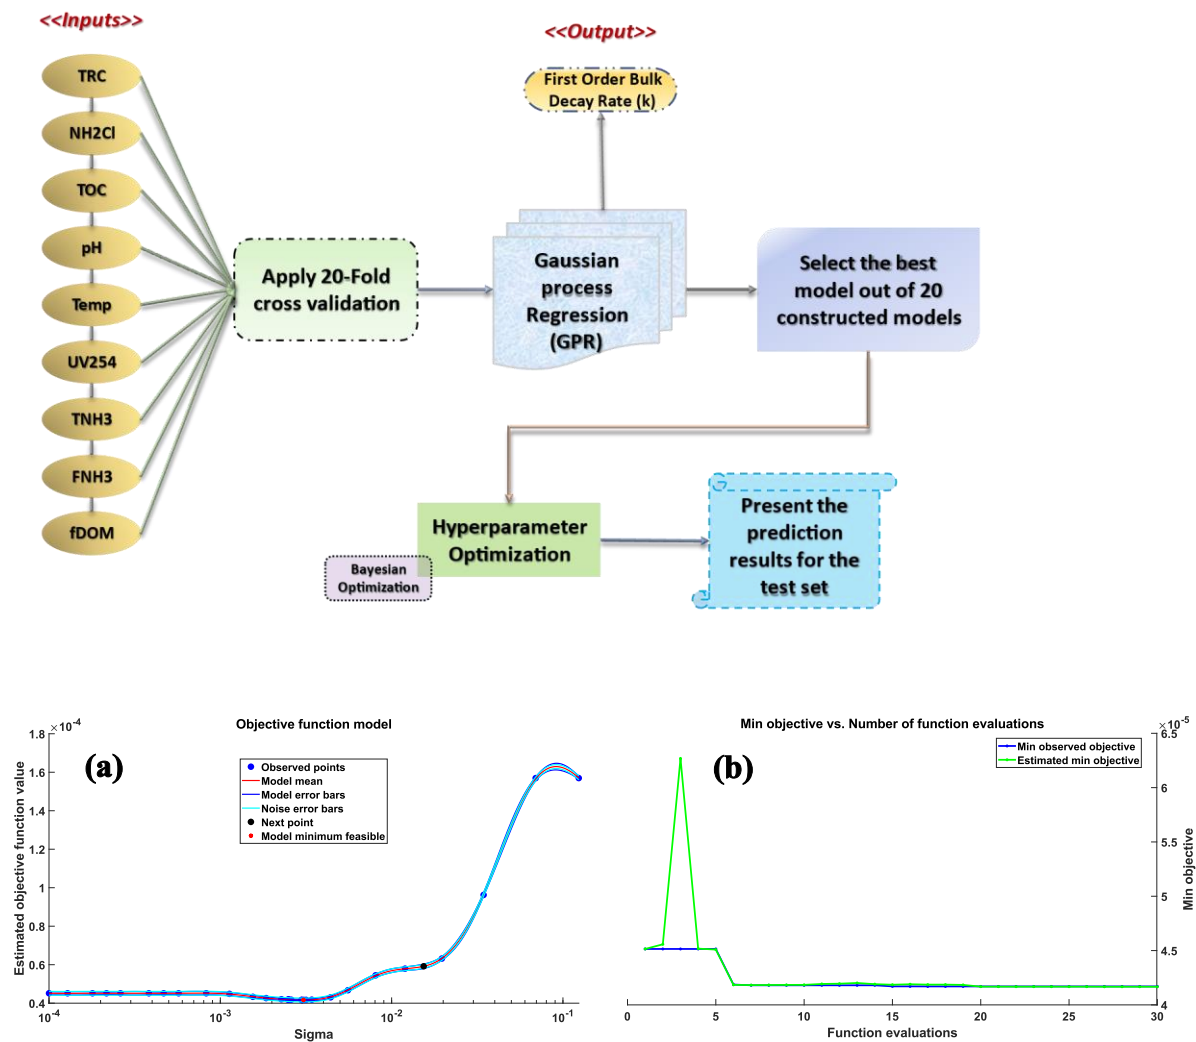 <<Inputs>>
TRC
NH2Cl
TOC
pH
Temp
UV254
TNH3
FNH3
fDOM
Apply 20-Fold
cross validation
<<Output>>
First Order Bulk
Decay Rate (k)
Gaussian
process
Regression
(GPR)
Select the best
model out of 20
constructed models
Hyperparameter
Optimization
Bayesian
Optimization
Present the
prediction
results for the
test set
Objective function model
(a)
×10-4
1.8
1.6
1.4
1.2
1
0.8
0.6
0.4
Estimated objective function value
Observed points
Model mean
Model error bars
Noise error bars
Next point
Model minimum feasible
10-4
10-3
10-2
10-1
Sigma
Min objective vs. Number of function evaluations
(b)
Min observed objective
Estimated min objective
×10-5
6.5
6
5.5
5
4.5
4
Min objective
0
5
10
15
20
25
30
Function evaluations